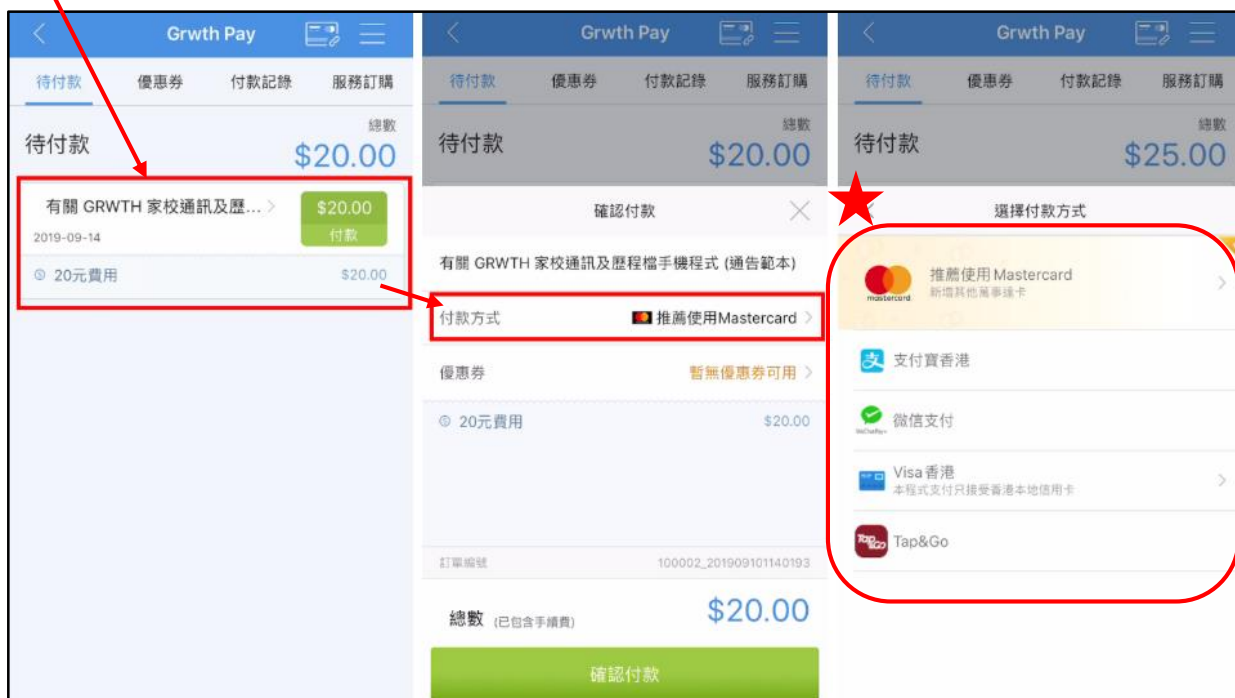 Grwth Pay
待付款 優惠券 付款記錄 服務訂購
總數
待付款
$20.00
有關 GRWTH 家校通訊及歷... >
$20.00
2019-09-14
付款
20元費用 $20.00
Grwth Pay
待付款 優惠券 付款記錄 服務訂購
總數
待付款
$20.00
確認付款
有關 GRWTH 家校通訊及歷程檔手機程式 (通告範本)
付款方式 推薦使用Mastercard >
優惠券 暫無優惠券可用 >
20元費用 $20.00
訂單編號 100002_201909101140193
總數 (已包含手續費) $20.00
確認付款
Grwth Pay
待付款 優惠券 付款記錄 服務訂購
總數
待付款
$25.00
選擇付款方式
推薦使用 Mastercard
mastercard
新增其他萬事達卡
支 支付寶香港
微信支付
Visa 香港
本程式支付只接受香港本地信用卡
Tap&Go